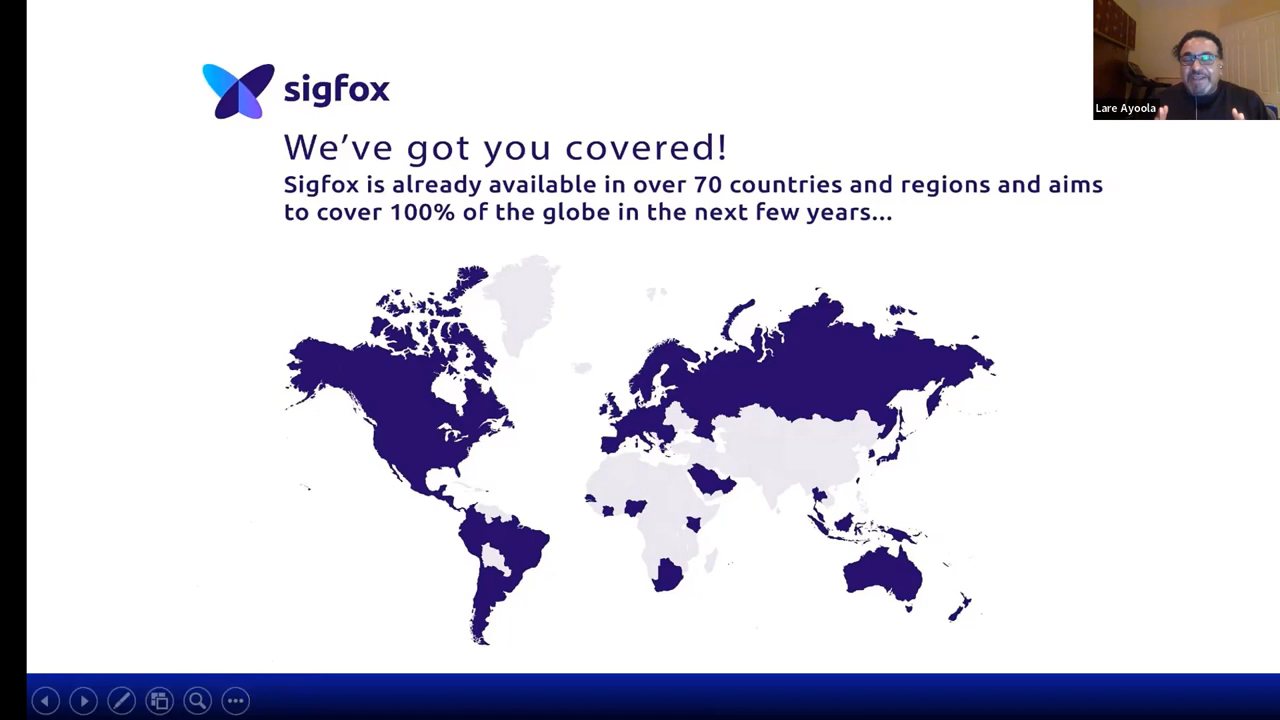 sigfox
We've got you covered!
Sigfox is already available in over 70 countries and regions and aims
to cover 100% of the globe in the next few years...
Lare Ayoola